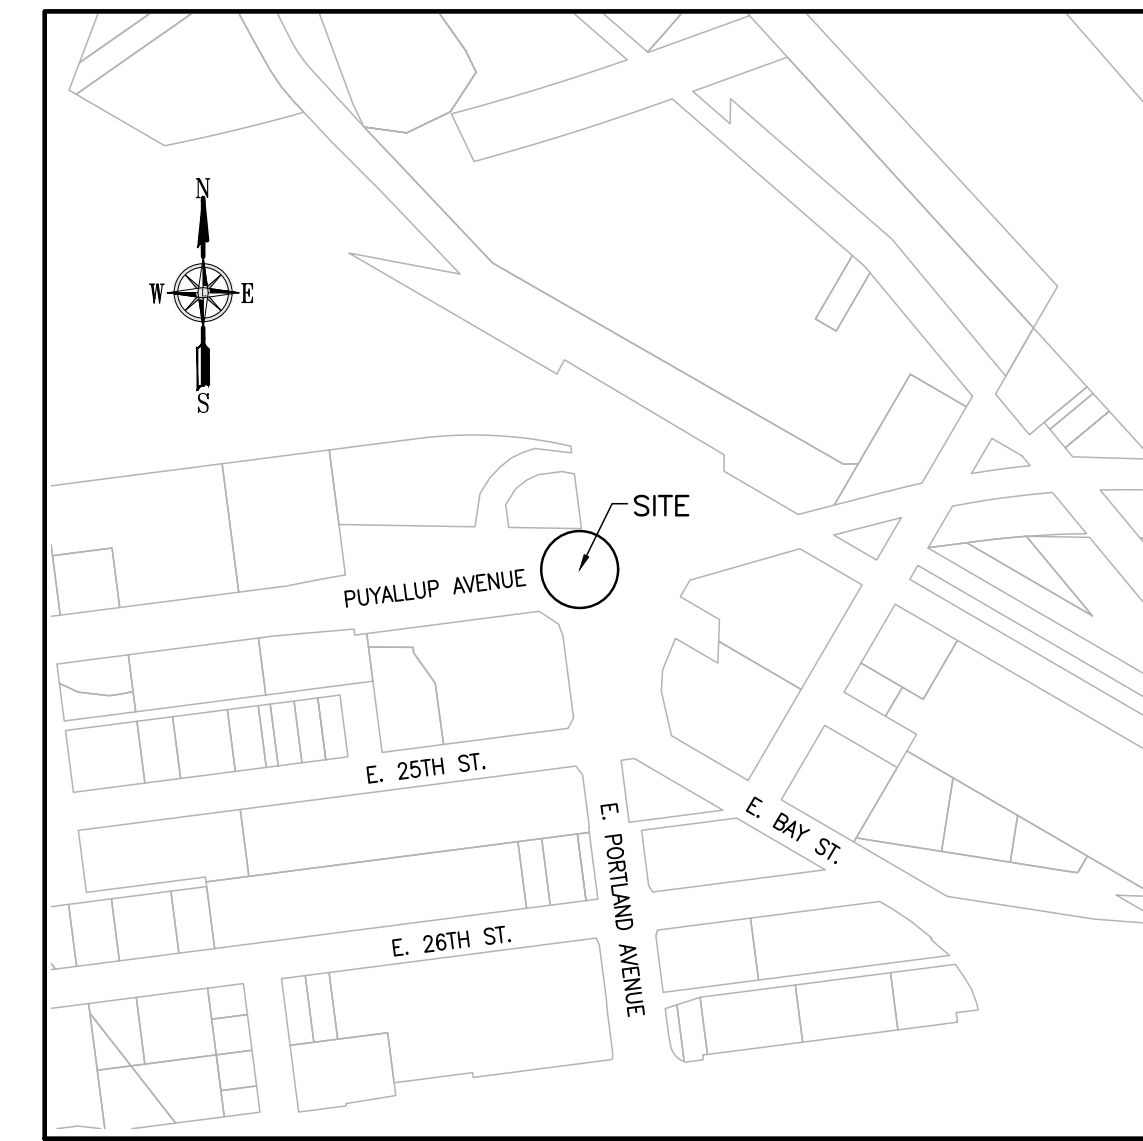 N
W E
S
SITE
PUYALLUP AVENUE
E. 25TH ST.
E. PORTLAND AVENUE
E. BAY ST.
E. 26TH ST.